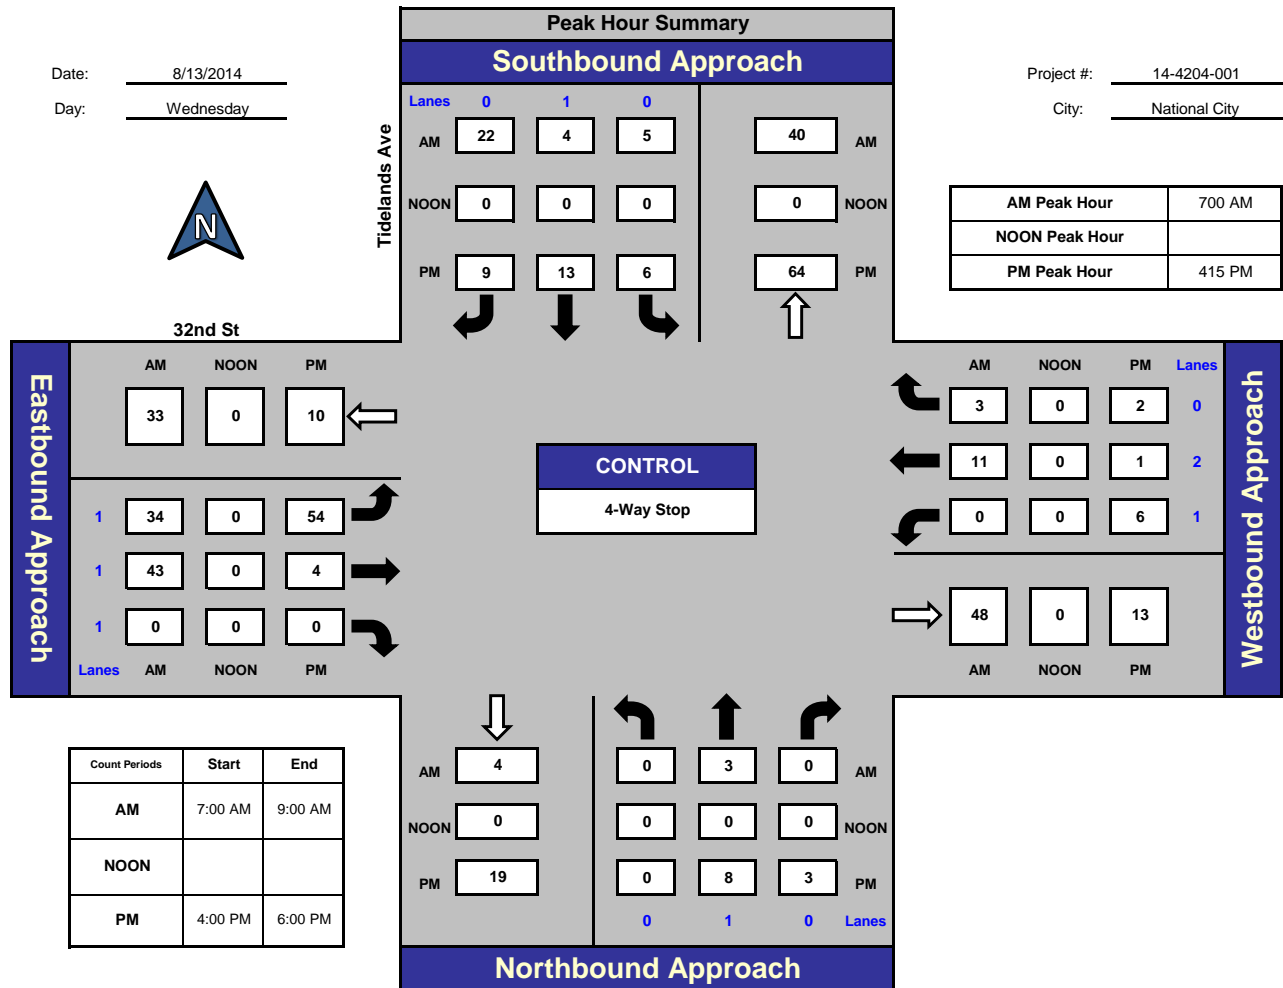 Peak Hour Summary
Southbound Approach
Date: 8/13/2014
Day: Wednesday
Project #: 14-4204-001
City: National City
N
Tidelands Ave
Lanes 0 1 0
AM 22 4 5 40 AM
NOON 0 0 0 0 NOON
PM 9 13 6 64 PM
AM Peak Hour 700 AM
NOON Peak Hour
PM Peak Hour 415 PM
32nd St
Eastbound Approach
AM NOON PM
33 0 10
1 34 0 54
1 43 0 4
1 0 0 0
Lanes AM NOON PM
CONTROL
4-Way Stop
AM NOON PM Lanes
3 0 2 0
11 0 1 2
0 0 6 1
48 0 13
AM NOON PM
Westbound Approach
Count Periods Start End
AM 7:00 AM 9:00 AM
NOON
PM 4:00 PM 6:00 PM
AM 4 0 3 0 AM
NOON 0 0 0 0 NOON
PM 19 0 8 3 PM
0 1 0 Lanes
Northbound Approach